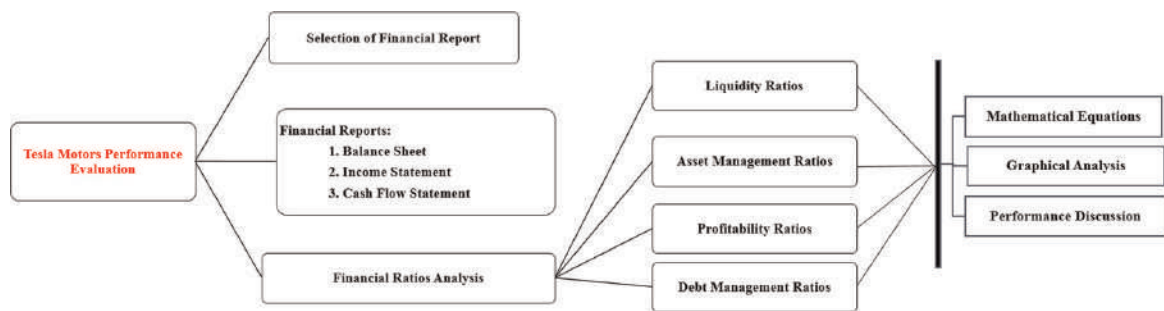 Tesla Motors Performance
Evaluation
Selection of Financial Report
Financial Reports:
1. Balance Sheet
2. Income Statement
3. Cash Flow Statement
Financial Ratios Analysis
Liquidity Ratios
Asset Management Ratios
Profitability Ratios
Debt Management Ratios
Mathematical Equations
Graphical Analysis
Performance Discussion